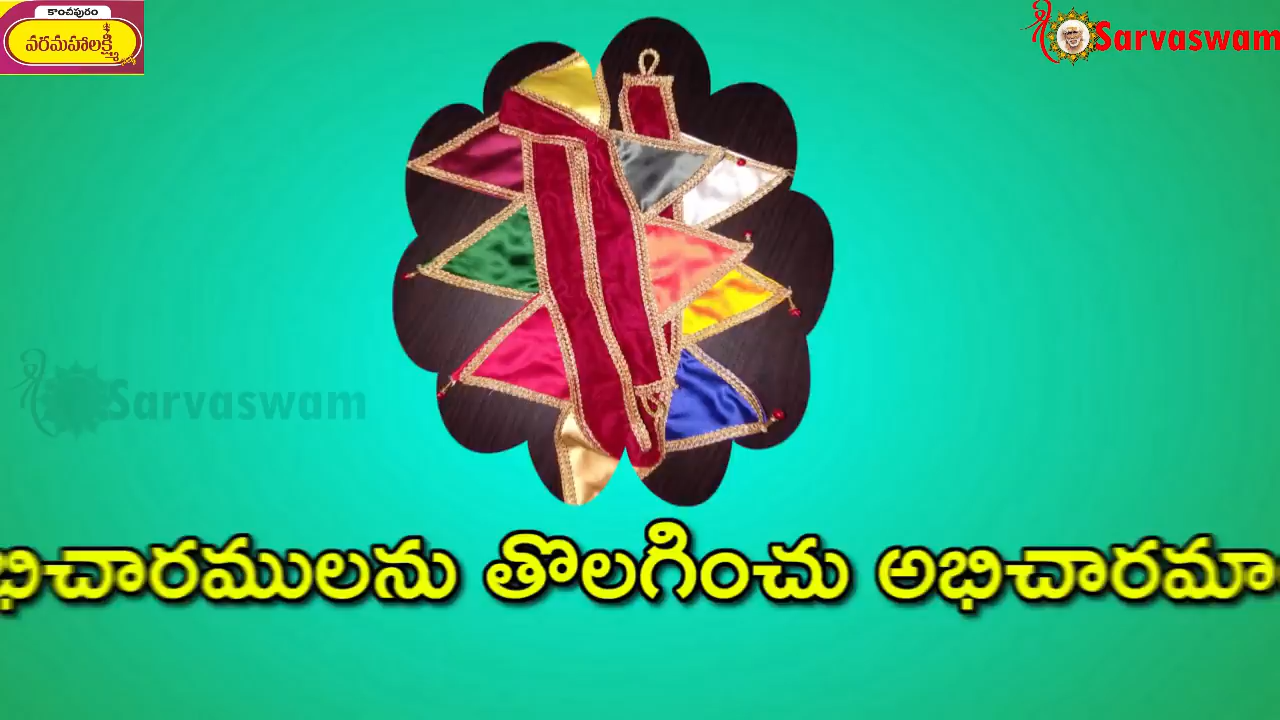 కాంచీపురం
వరమహాలక్ష్మి
శ్రీ Sarvaswam
శ్రీ Sarvaswam
భిచారములను తొలగించు అభిచారమా